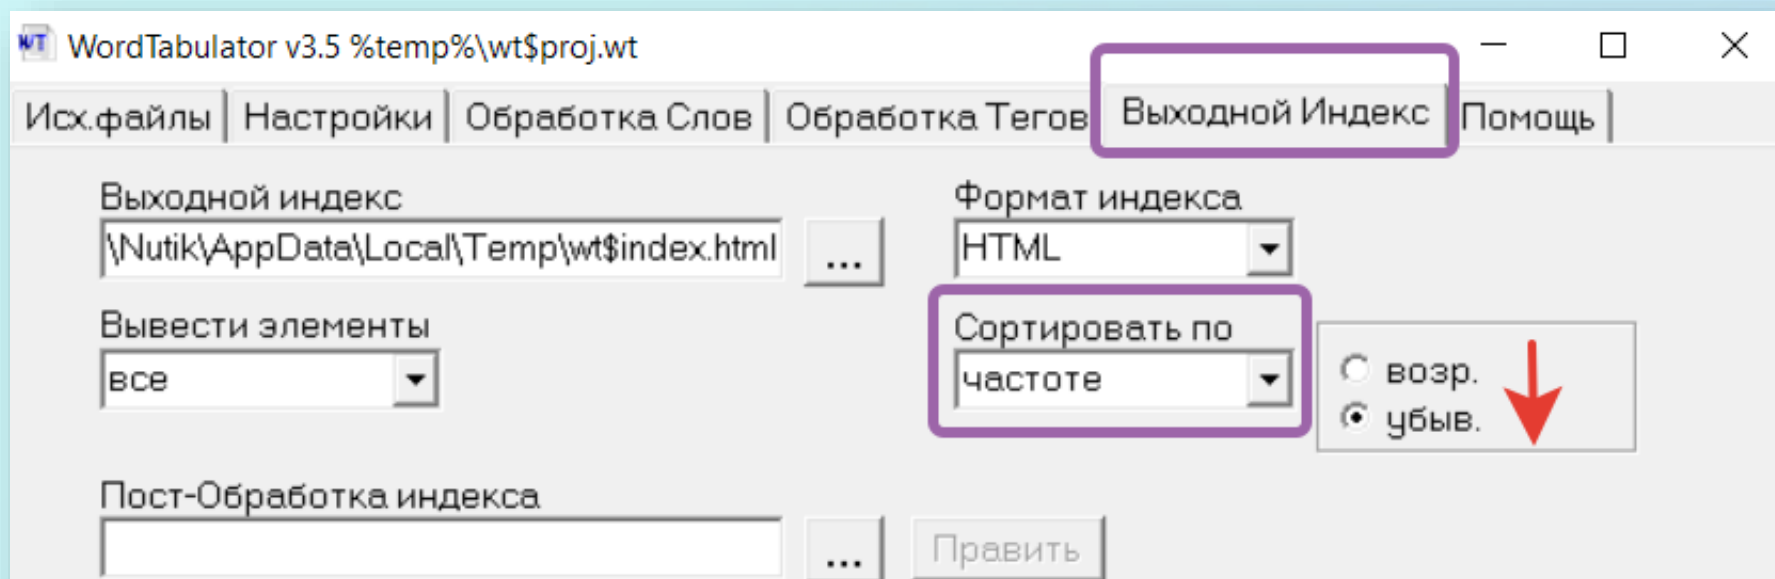 WT WordTabulator v3.5 %temp%\wt$proj.wt
Исх.файлы Настройки Обработка Слов Обработка Тегов Выходной Индекс Помощь
Выходной индекс Формат индекса
\Nutik\AppData\Local\Temp\wt$index.html ... HTML
Вывести элементы Сортировать по
все частоте возр.
убыв.
Пост-Обработка индекса
... Править